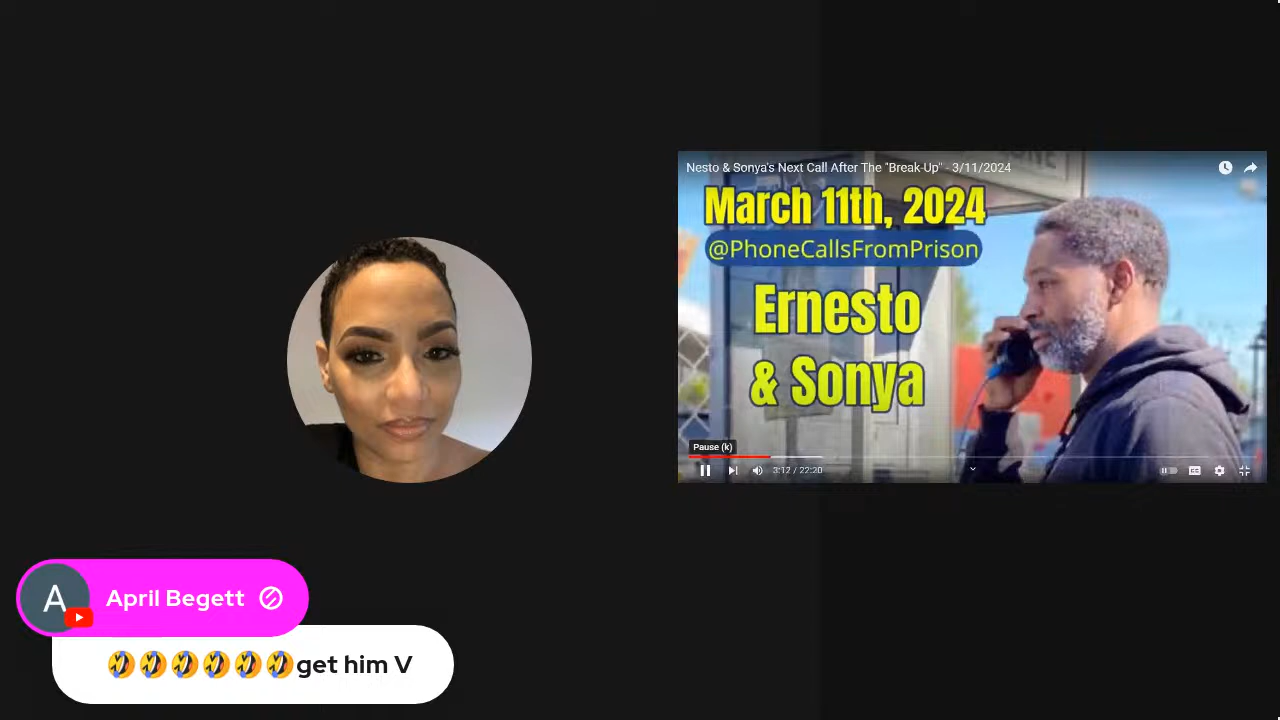 Nesto & Sonya's Next Call After The "Break-Up" - 3/11/2024
March 11th, 2024
@PhoneCallsFromPrison
Ernesto
& Sonya
Pause (k)
3:12 / 22:20
CC
A
April Begett
🤣🤣🤣🤣🤣🤣get him V